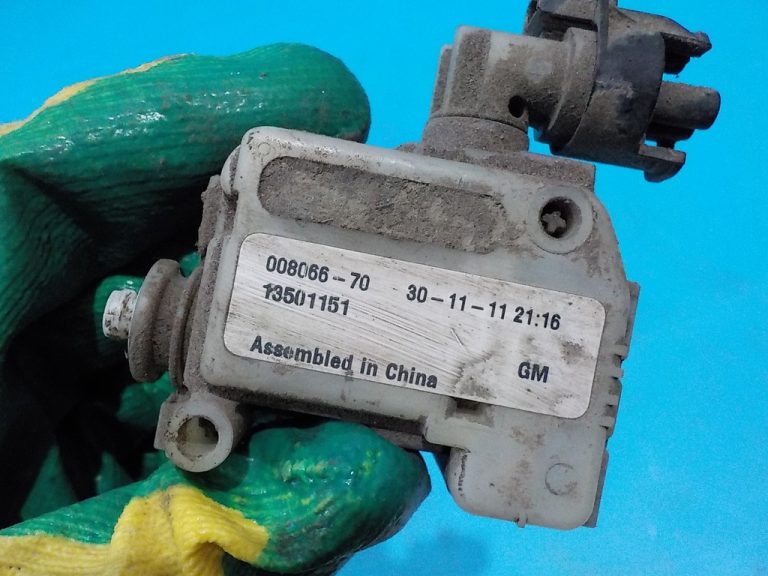 008066-70 30-11-11 21:16
13501151
Assembled in China GM